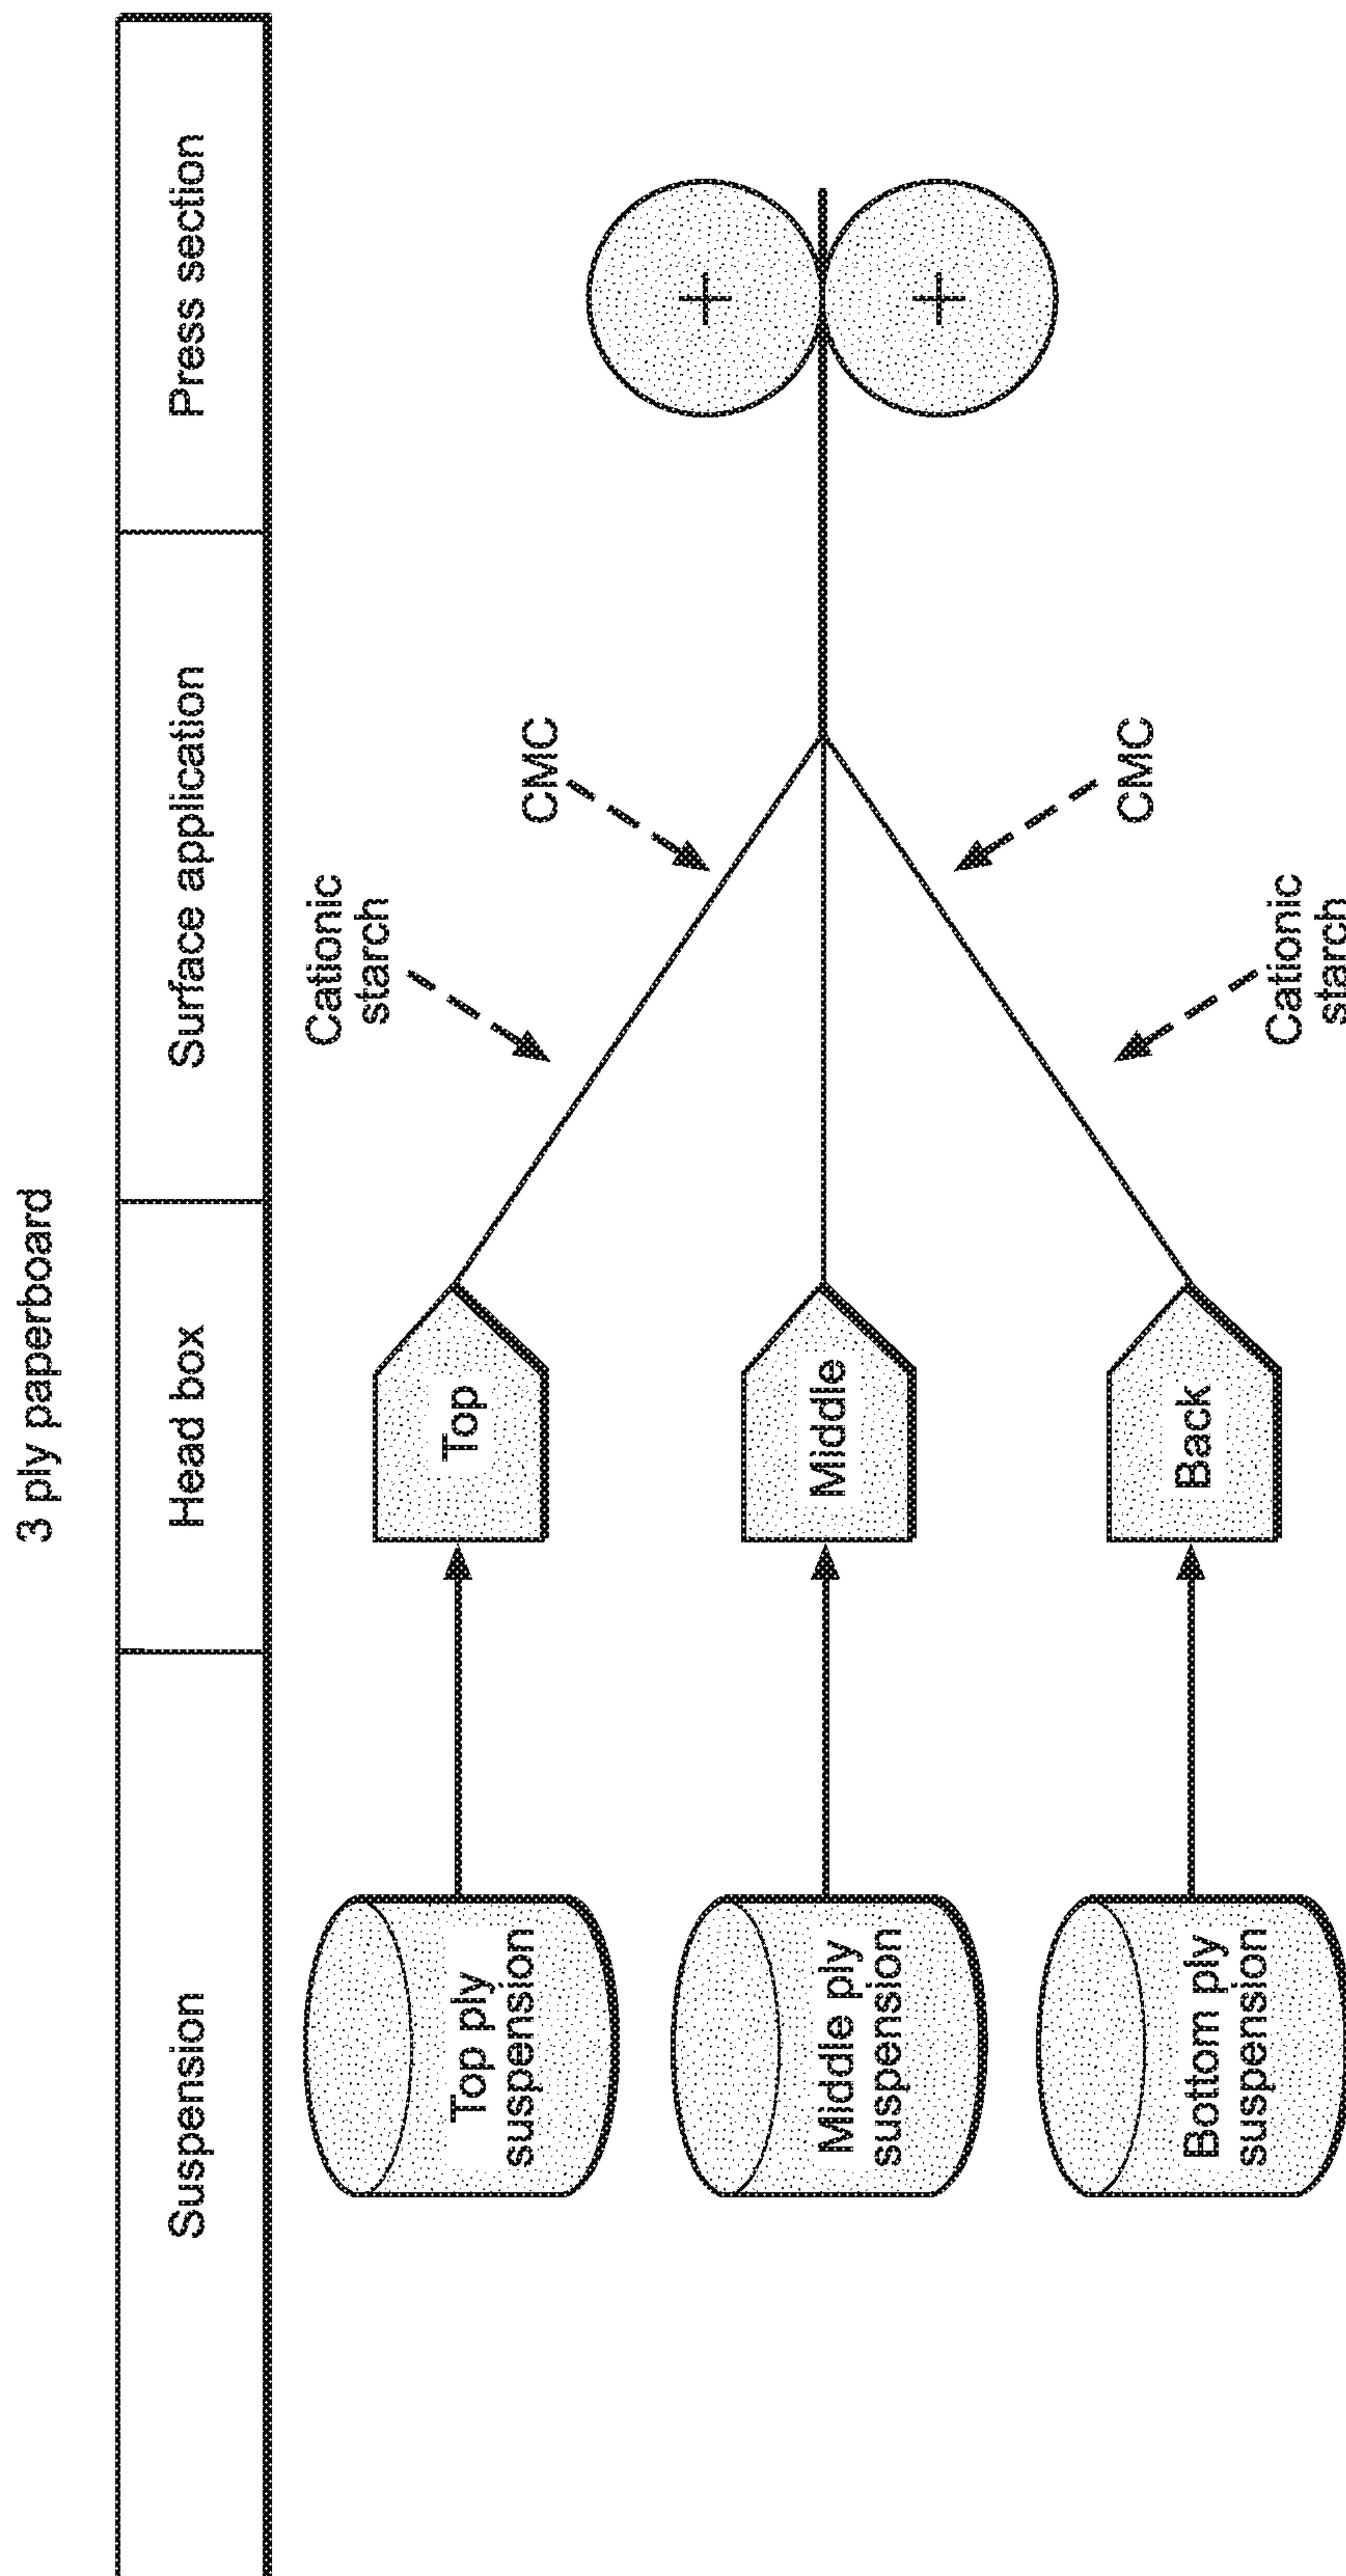 3 ply paperboard
Suspension
Head box
Surface application
Press section
Top ply
suspension
Top
Cationic
starch
CMC
Middle ply
suspension
Middle
Bottom ply
suspension
Back
CMC
Cationic
starch